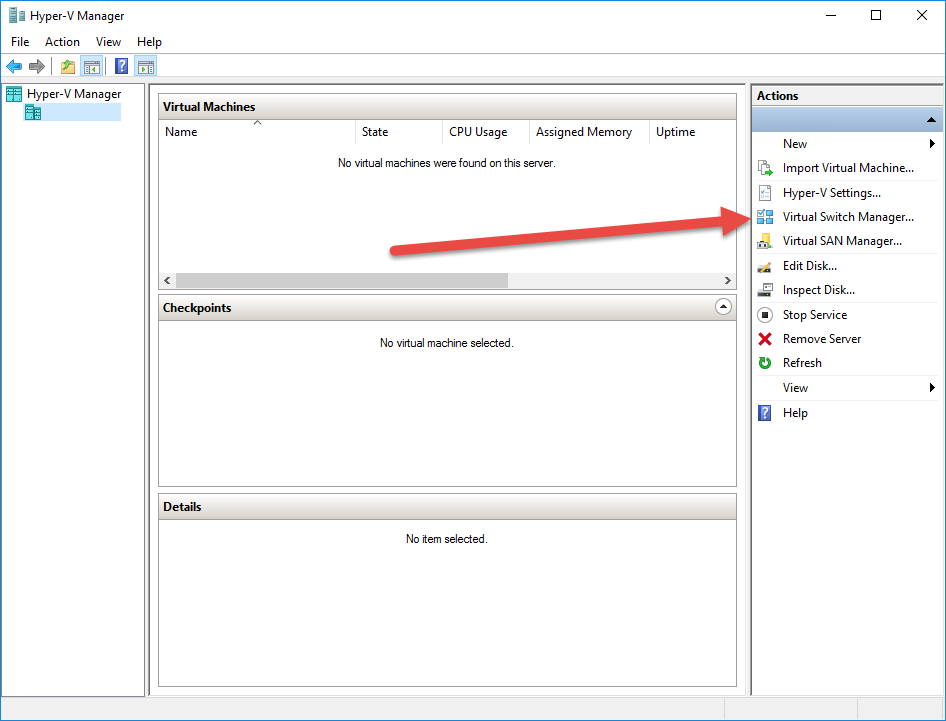 Hyper-V Manager
File Action View Help
Hyper-V Manager
Virtual Machines
Name State CPU Usage Assigned Memory Uptime
No virtual machines were found on this server.
Checkpoints
No virtual machine selected.
Details
No item selected.
Actions
New
Import Virtual Machine...
Hyper-V Settings...
Virtual Switch Manager...
Virtual SAN Manager...
Edit Disk...
Inspect Disk...
Stop Service
Remove Server
Refresh
View
Help